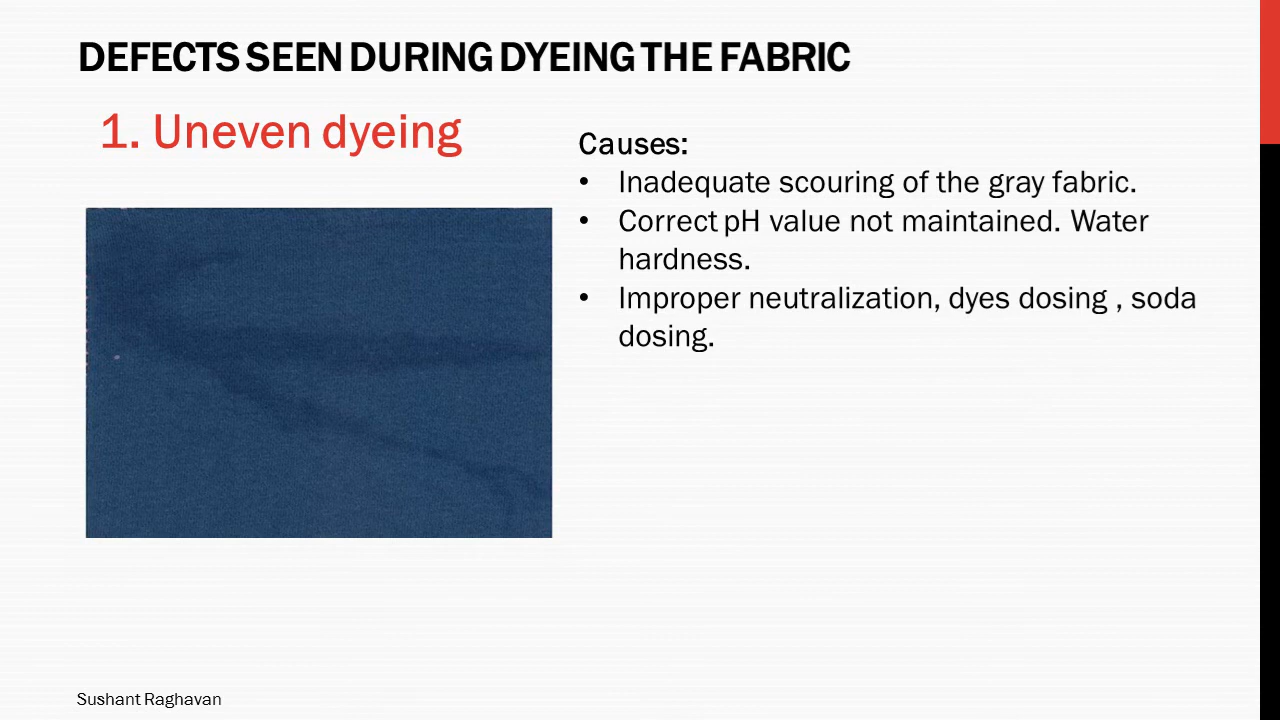 DEFECTS SEEN DURING DYEING THE FABRIC
1. Uneven dyeing
Causes:
• Inadequate scouring of the gray fabric.
• Correct pH value not maintained. Water
hardness.
• Improper neutralization, dyes dosing , soda
dosing.
Sushant Raghavan